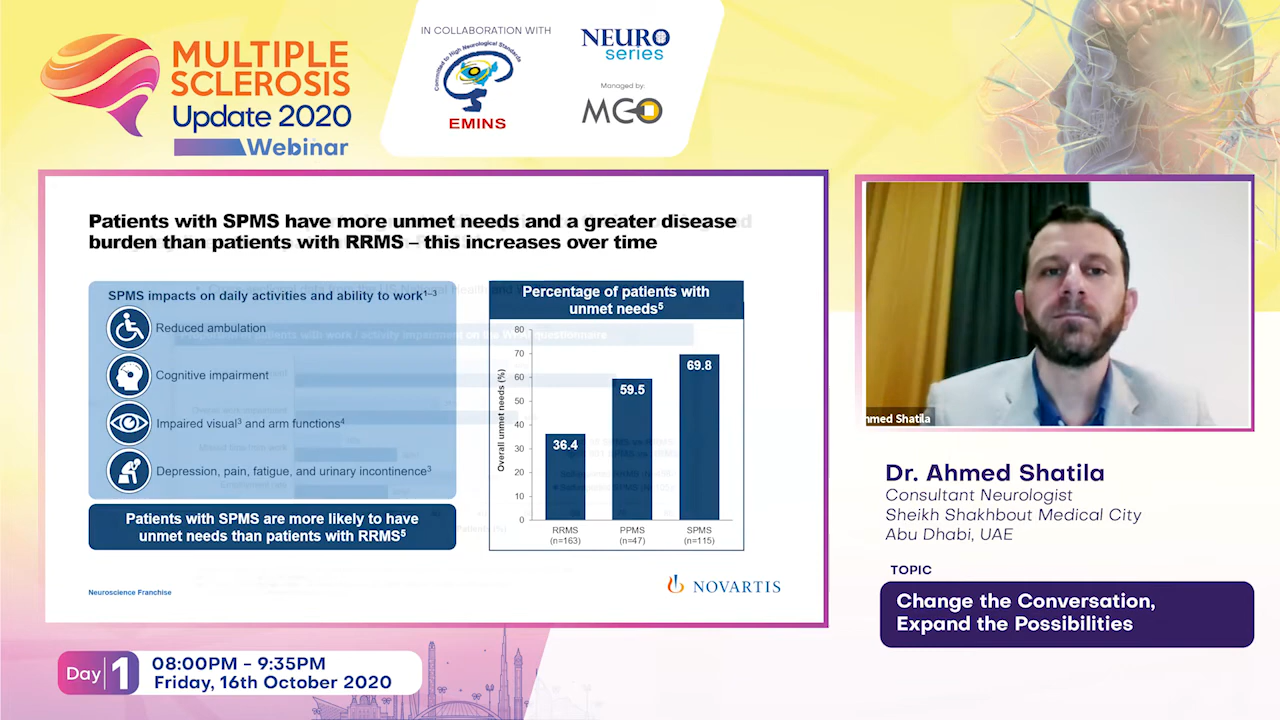 MULTIPLE
SCLEROSIS
Update 2020
Webinar
IN COLLABORATION WITH
Committed to High Neurological Standards
EMINS
NEURO
series
Managed by:
MCO
Patients with SPMS have more unmet needs and a greater disease
burden than patients with RRMS – this increases over time
SPMS impacts on daily activities and ability to work¹⁻³
Reduced ambulation
Cognitive impairment
Impaired visual³ and arm functions⁴
Depression, pain, fatigue, and urinary incontinence³
Patients with SPMS are more likely to have
unmet needs than patients with RRMS⁵
Percentage of patients with
unmet needs⁵
Overall unmet needs (%)
80
70
60
50
40
30
20
10
0
36.4
59.5
69.8
RRMS
(n=163)
PPMS
(n=47)
SPMS
(n=115)
Neuroscience Franchise
NOVARTIS
hmed Shatila
Dr. Ahmed Shatila
Consultant Neurologist
Sheikh Shakhbout Medical City
Abu Dhabi, UAE
TOPIC
Change the Conversation,
Expand the Possibilities
Day 1
08:00PM - 9:35PM
Friday, 16th October 2020